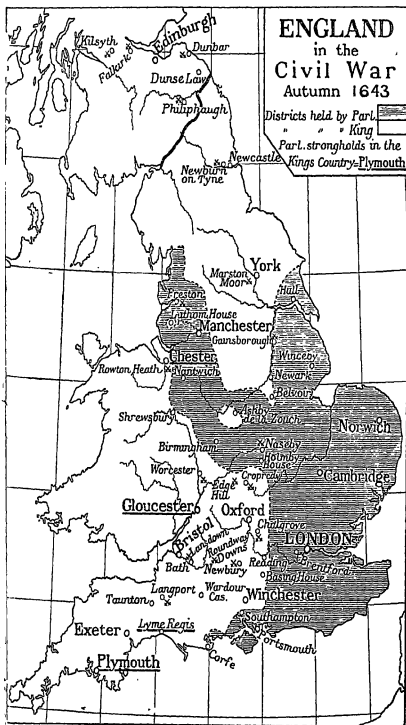 ENGLAND
in the
Civil War
Autumn 1643
Districts held by Parl.
" " " King
Parl. strongholds in the
Kings Country-Plymouth
Kilsyth
Falkirk
Edinburgh
Dunbar
Dunse Law
Philiphaugh
Newcastle
Newburn
on Tyne
York
Marston
Moor
Preston
Hull
Lathom House
Manchester
Gainsborough
Chester
Winceby
Rowton Heath
Nantwich
Newark
Belvoir
Shrewsbury
Ashby
de la Zouch
Norwich
Birmingham
Naseby
Holmby
House
Worcester
Edge
Hill
Cropredy
Cambridge
Gloucester
Oxford
Chalgrove
Bristol
Lansdown
Roundway
Downs
LONDON
Bath
Newbury
Reading
Brentford
Basing House
Langport
Wardour
Cas.
Winchester
Taunton
Southampton
Lyme Regis
Portsmouth
Exeter
Corfe
Plymouth